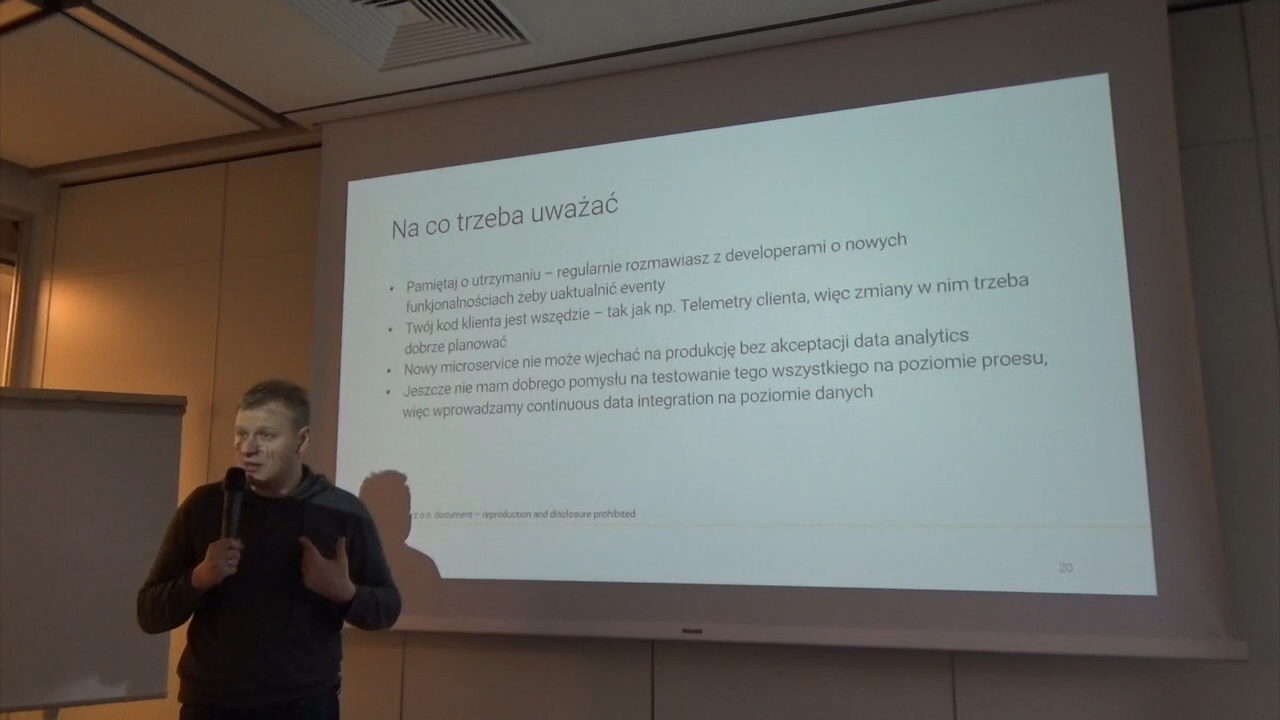 Na co trzeba uważać
• Pamiętaj o utrzymaniu – regularnie rozmawiasz z developerami o nowych
funkjonalnościach żeby uaktualnić eventy
• Twój kod klienta jest wszędzie – tak jak np. Telemetry clienta, więc zmiany w nim trzeba
dobrze planować
• Nowy microservice nie może wjechać na produkcję bez akceptacji data analytics
• Jeszcze nie mam dobrego pomysłu na testowanie tego wszystkiego na poziomie proesu,
więc wprowadzamy continuous data integration na poziomie danych
z o.o. document – reproduction and disclosure prohibited
20